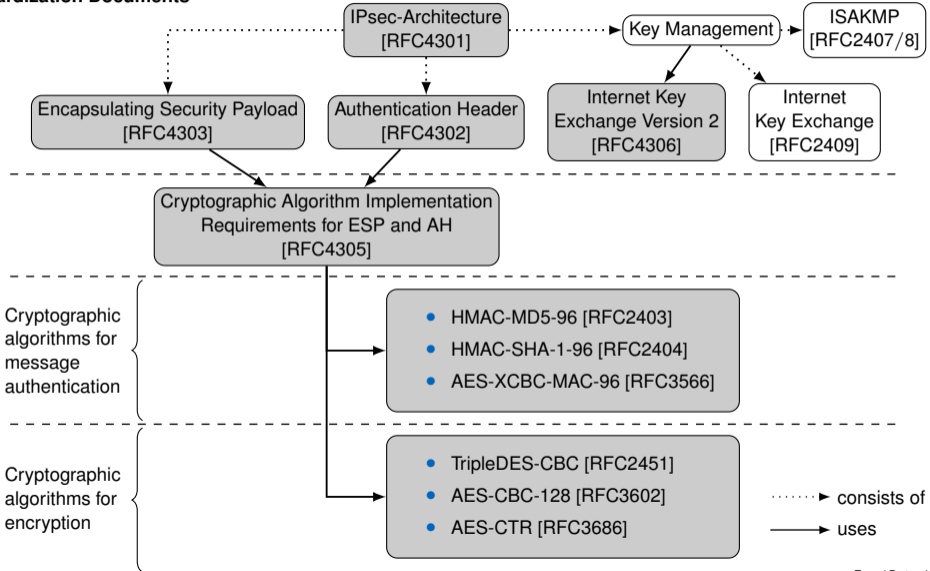 IPsec-Architecture
[RFC4301]
Key Management
ISAKMP
[RFC2407/8]
Encapsulating Security Payload
[RFC4303]
Authentication Header
[RFC4302]
Internet Key
Exchange Version 2
[RFC4306]
Internet
Key Exchange
[RFC2409]
Cryptographic Algorithm Implementation
Requirements for ESP and AH
[RFC4305]
Cryptographic
algorithms for
message
authentication
• HMAC-MD5-96 [RFC2403]
• HMAC-SHA-1-96 [RFC2404]
• AES-XCBC-MAC-96 [RFC3566]
Cryptographic
algorithms for
encryption
• TripleDES-CBC [RFC2451]
• AES-CBC-128 [RFC3602]
• AES-CTR [RFC3686]
consists of
uses